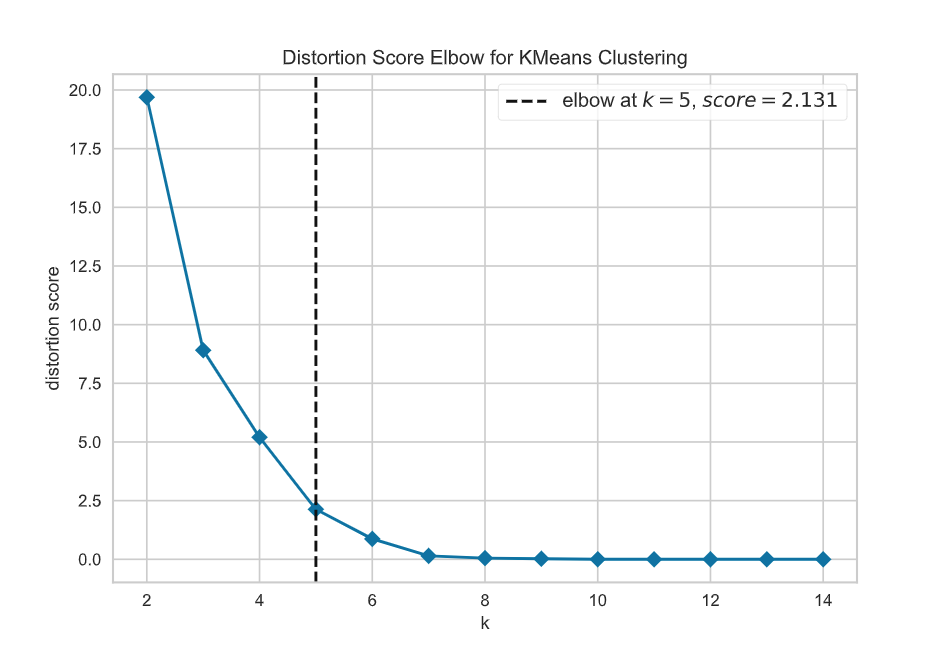 Distortion Score Elbow for KMeans Clustering
elbow at k = 5, score = 2.131
20.0
17.5
15.0
12.5
10.0
7.5
5.0
2.5
0.0
distortion score
2 4 6 8 10 12 14
k